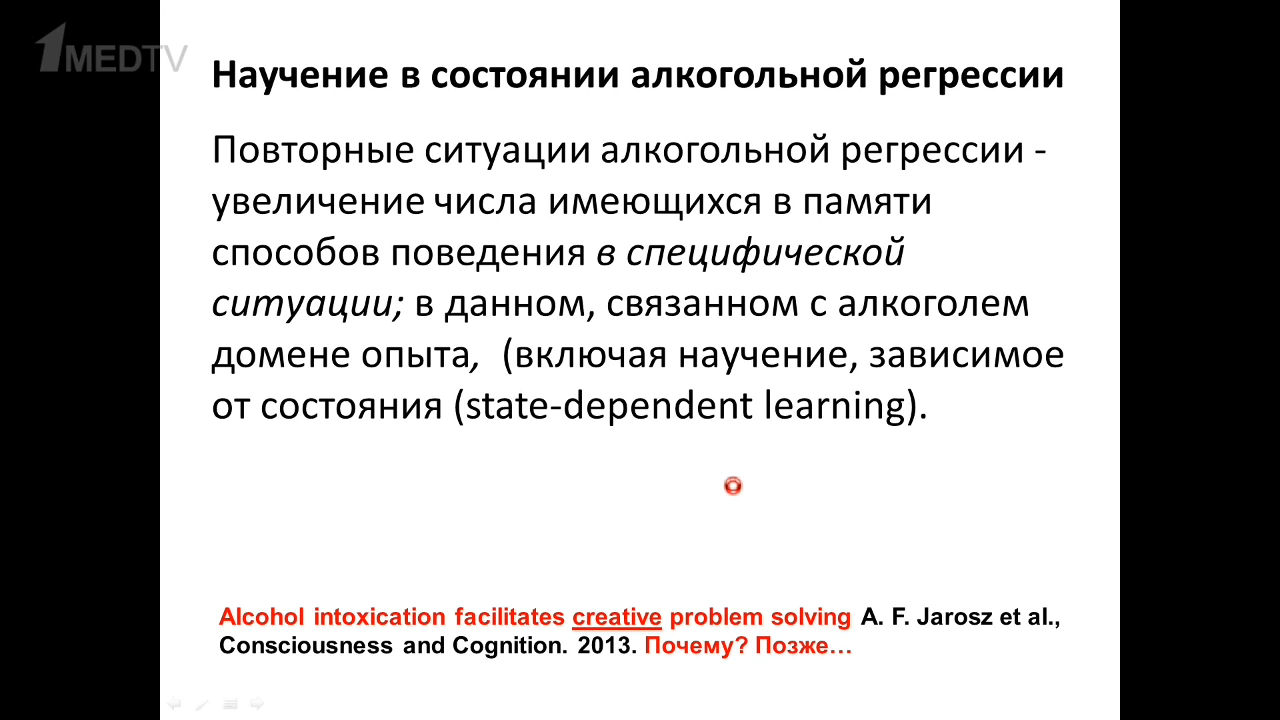 1MEDTV
Научение в состоянии алкогольной регрессии
Повторные ситуации алкогольной регрессии -
увеличение числа имеющихся в памяти
способов поведения в специфической
ситуации; в данном, связанном с алкоголем
домене опыта, (включая научение, зависимое
от состояния (state-dependent learning).
Alcohol intoxication facilitates creative problem solving A. F. Jarosz et al.,
Consciousness and Cognition. 2013. Почему? Позже…